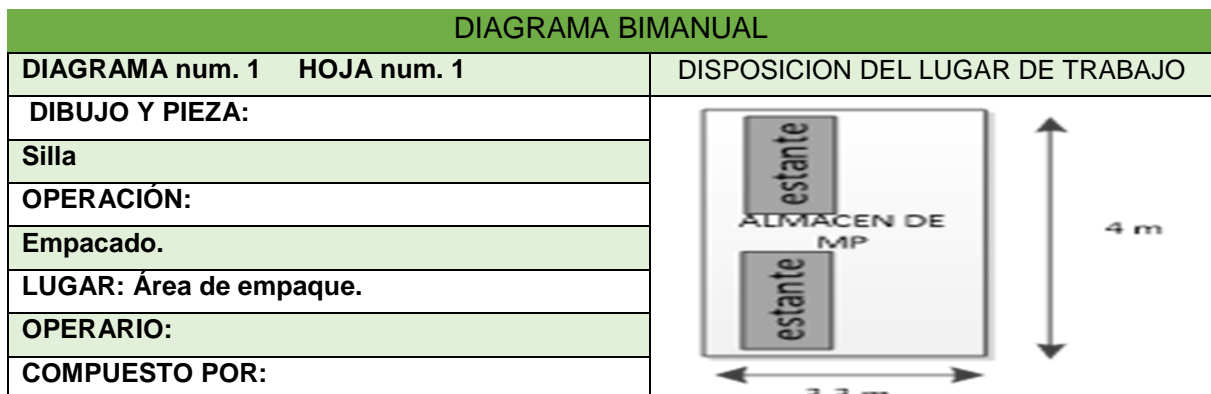 DIAGRAMA BIMANUAL
DIAGRAMA num. 1 HOJA num. 1
DISPOSICION DEL LUGAR DE TRABAJO
DIBUJO Y PIEZA:
Silla
OPERACIÓN:
Empacado.
LUGAR: Área de empaque.
OPERARIO:
COMPUESTO POR:
estante
ALMACEN DE
MP
estante
4 m